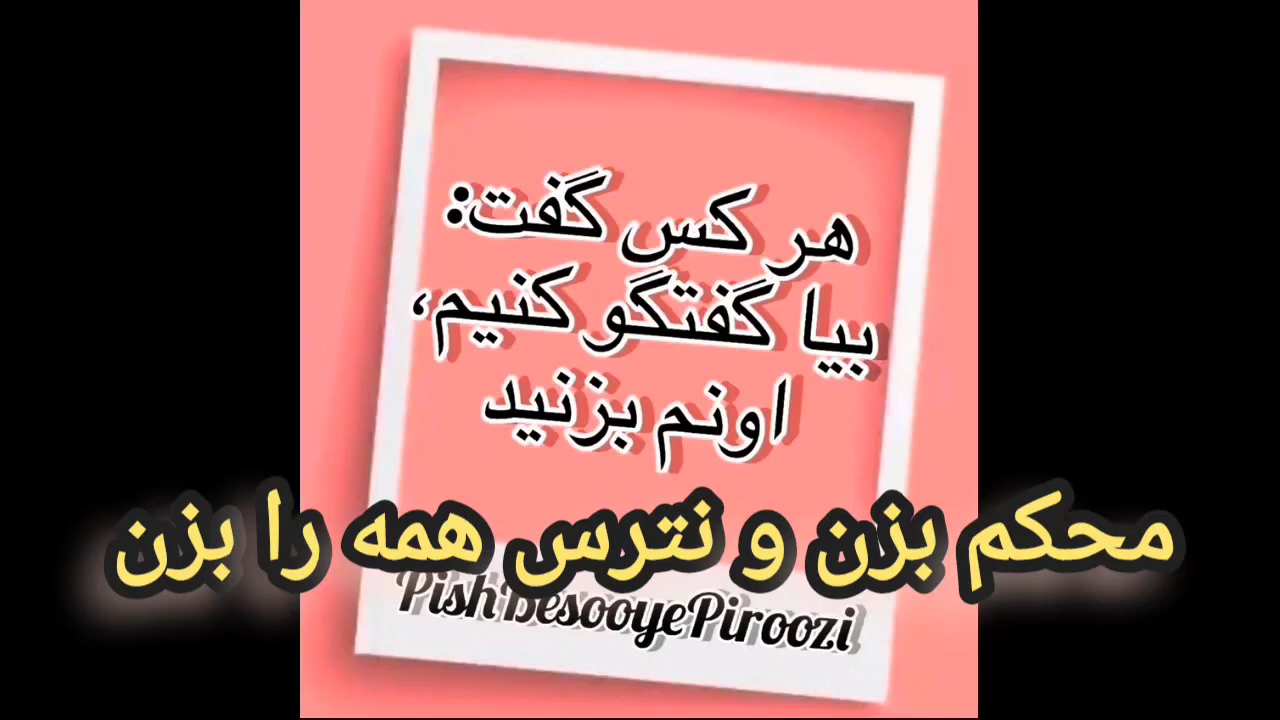 هر کس گفت:
بیا گفتگو کنیم،
اونم بزنید
محکم بزن و نترس همه را بزن
PishBesooyePiroozi